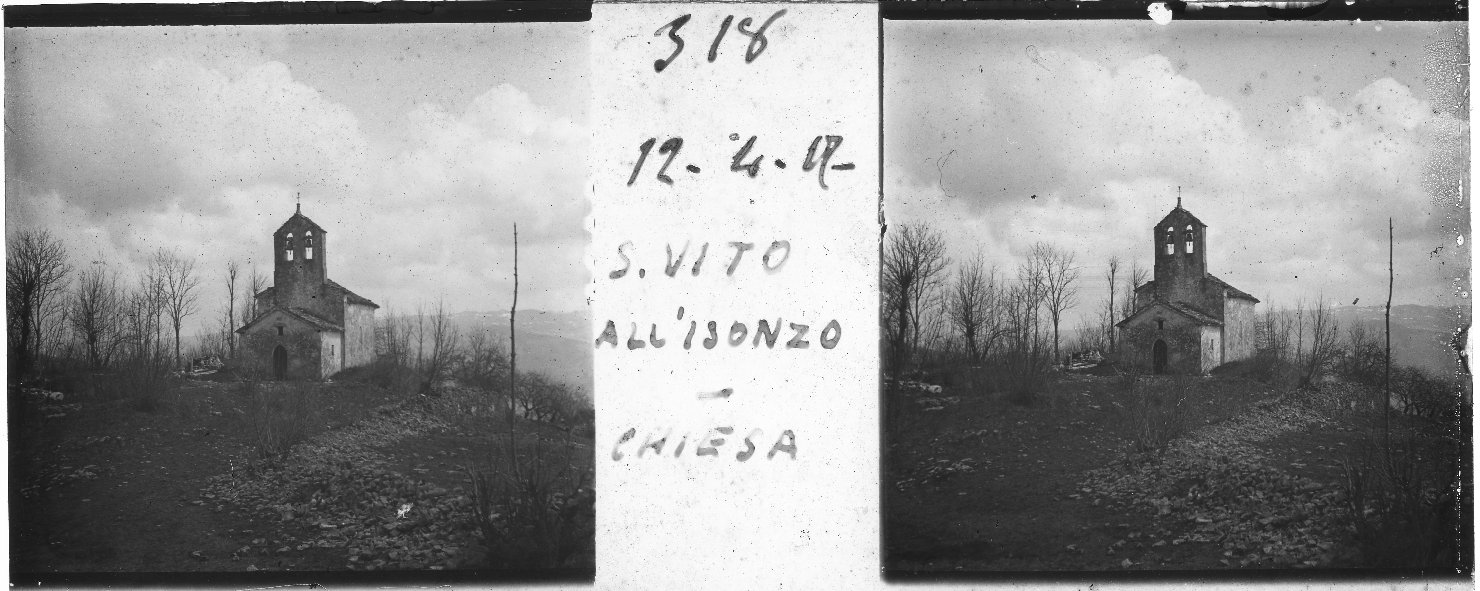 318
12-4-17-
S. VITO
ALL'ISONZO
-
CHIESA